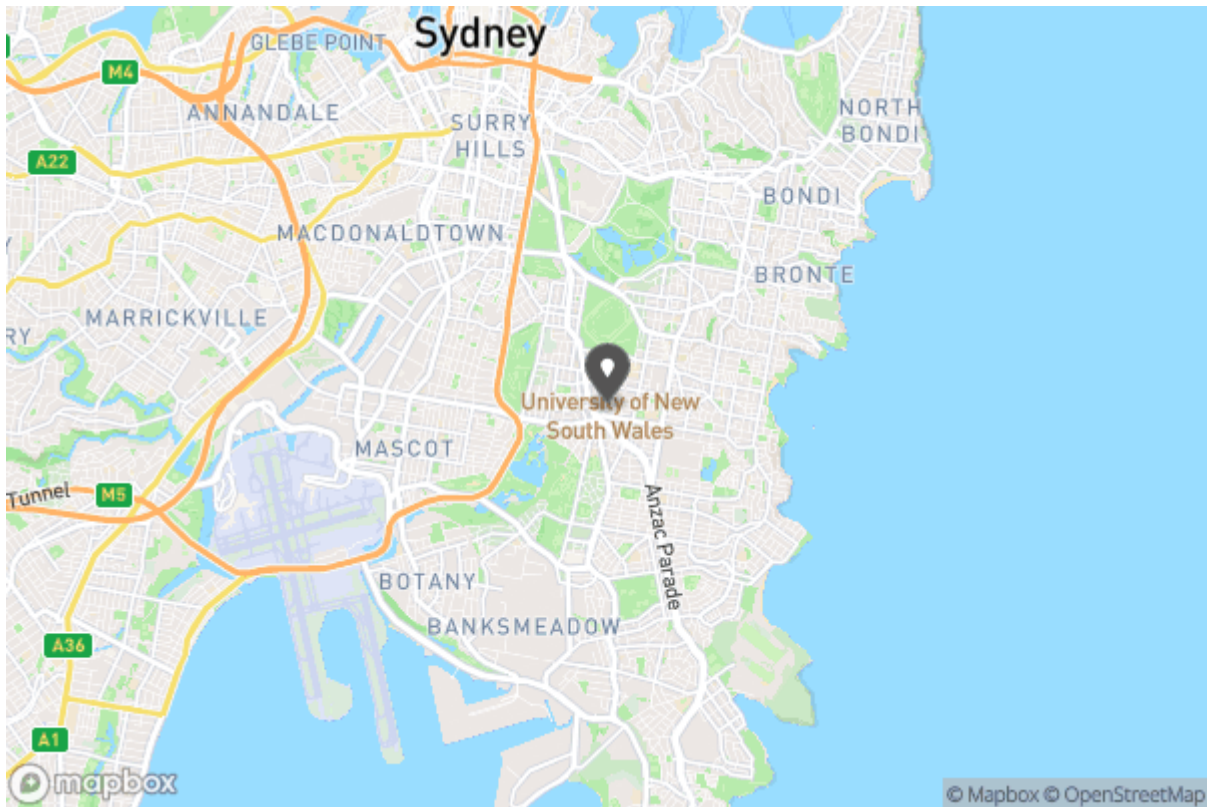 Sydney
GLEBE POINT
M4
ANNANDALE
SURRY
HILLS
NORTH
BONDI
A22
BONDI
MACDONALDTOWN
BRONTE
MARRICKVILLE
RY
University of New
South Wales
MASCOT
Tunnel
M5
Anzac Parade
BOTANY
BANKSMEADOW
A36
A1
mapbox
© Mapbox © OpenStreetMap